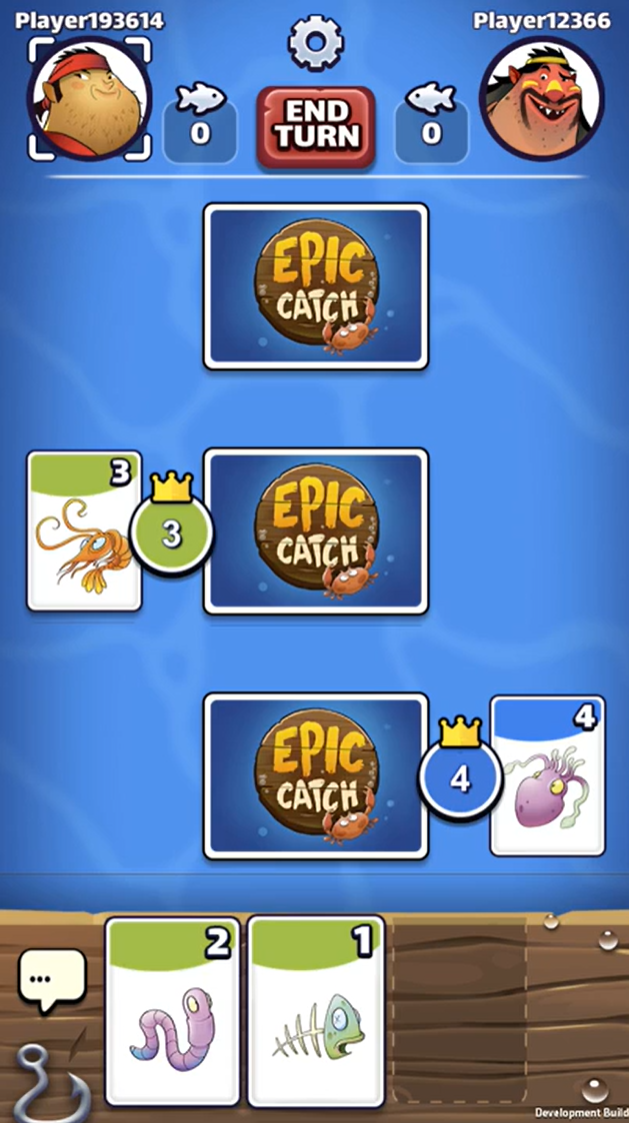 Player193614
Player12366
0
END
TURN
0
EPIC
CATCH
3
3
EPIC
CATCH
EPIC
CATCH
4
4
2
1
...
Development Build